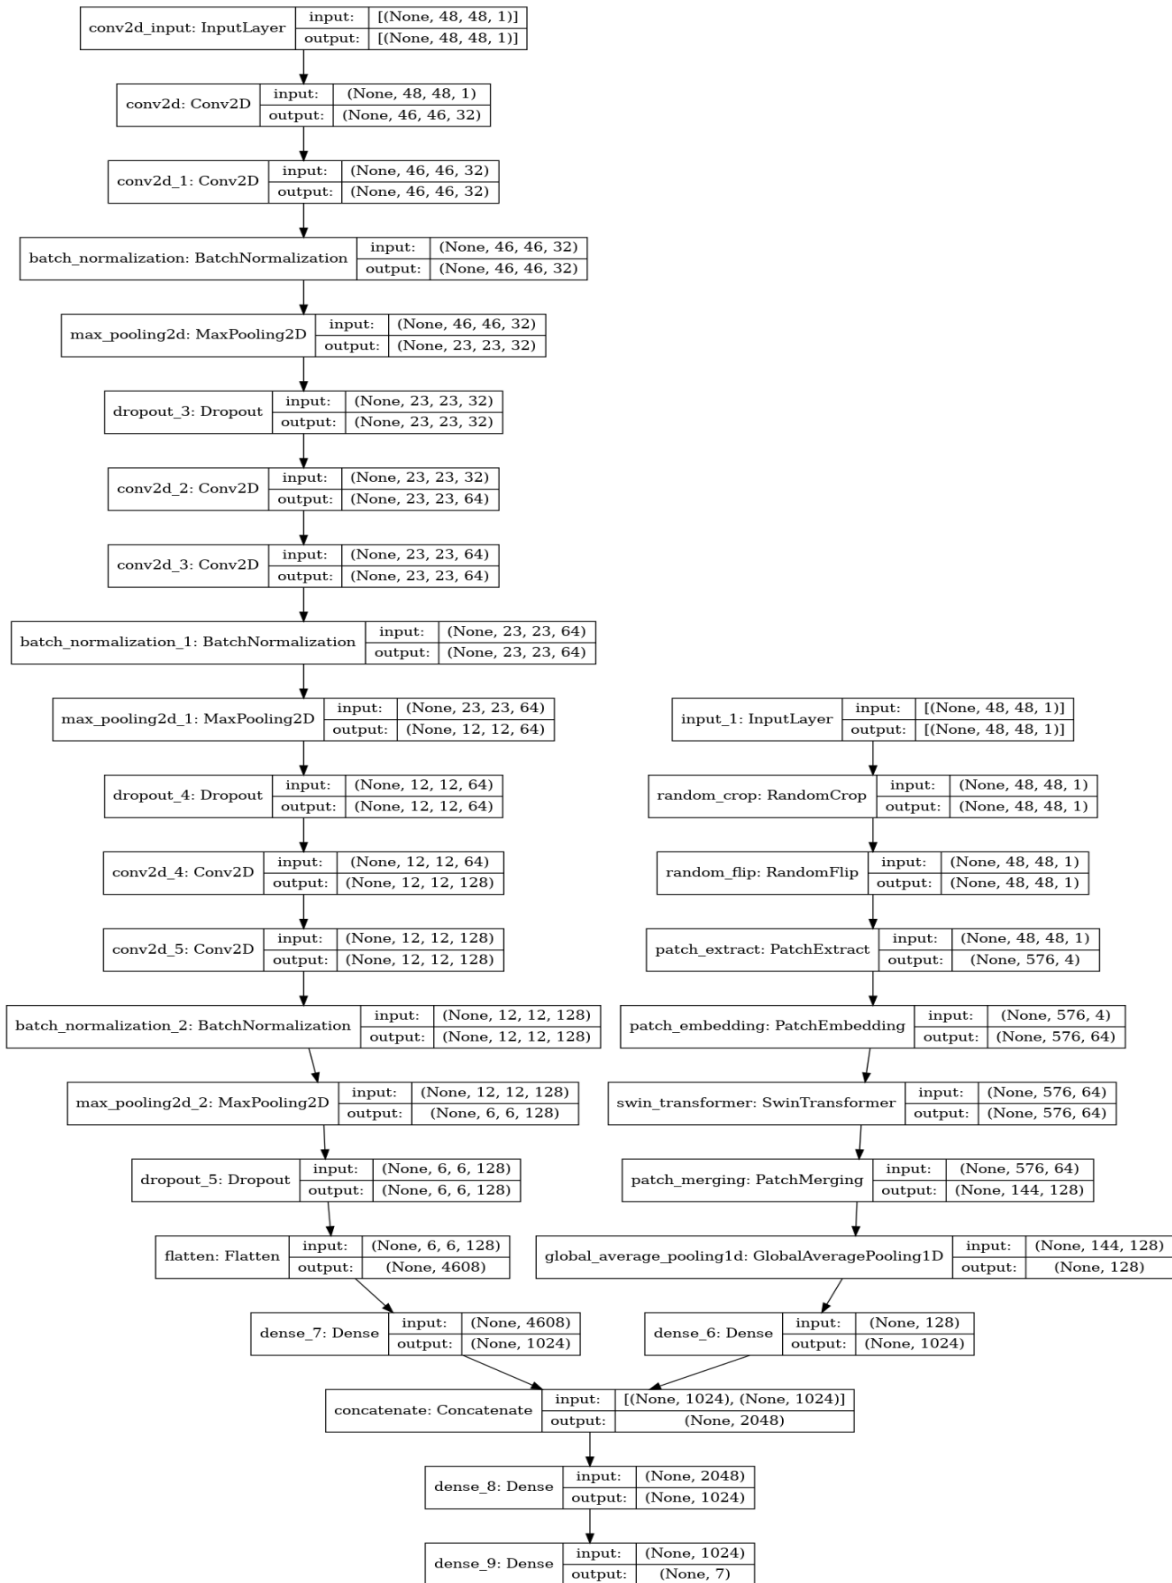 conv2d_input: InputLayer
input: [(None, 48, 48, 1)]
output: [(None, 48, 48, 1)]
conv2d: Conv2D
input: (None, 48, 48, 1)
output: (None, 46, 46, 32)
conv2d_1: Conv2D
input: (None, 46, 46, 32)
output: (None, 46, 46, 32)
batch_normalization: BatchNormalization
input: (None, 46, 46, 32)
output: (None, 46, 46, 32)
max_pooling2d: MaxPooling2D
input: (None, 46, 46, 32)
output: (None, 23, 23, 32)
dropout_3: Dropout
input: (None, 23, 23, 32)
output: (None, 23, 23, 32)
conv2d_2: Conv2D
input: (None, 23, 23, 32)
output: (None, 23, 23, 64)
conv2d_3: Conv2D
input: (None, 23, 23, 64)
output: (None, 23, 23, 64)
batch_normalization_1: BatchNormalization
input: (None, 23, 23, 64)
output: (None, 23, 23, 64)
max_pooling2d_1: MaxPooling2D
input: (None, 23, 23, 64)
output: (None, 12, 12, 64)
dropout_4: Dropout
input: (None, 12, 12, 64)
output: (None, 12, 12, 64)
conv2d_4: Conv2D
input: (None, 12, 12, 64)
output: (None, 12, 12, 128)
conv2d_5: Conv2D
input: (None, 12, 12, 128)
output: (None, 12, 12, 128)
batch_normalization_2: BatchNormalization
input: (None, 12, 12, 128)
output: (None, 12, 12, 128)
max_pooling2d_2: MaxPooling2D
input: (None, 12, 12, 128)
output: (None, 6, 6, 128)
dropout_5: Dropout
input: (None, 6, 6, 128)
output: (None, 6, 6, 128)
flatten: Flatten
input: (None, 6, 6, 128)
output: (None, 4608)
dense_7: Dense
input: (None, 4608)
output: (None, 1024)
input_1: InputLayer
input: [(None, 48, 48, 1)]
output: [(None, 48, 48, 1)]
random_crop: RandomCrop
input: (None, 48, 48, 1)
output: (None, 48, 48, 1)
random_flip: RandomFlip
input: (None, 48, 48, 1)
output: (None, 48, 48, 1)
patch_extract: PatchExtract
input: (None, 48, 48, 1)
output: (None, 576, 4)
patch_embedding: PatchEmbedding
input: (None, 576, 4)
output: (None, 576, 64)
swin_transformer: SwinTransformer
input: (None, 576, 64)
output: (None, 576, 64)
patch_merging: PatchMerging
input: (None, 576, 64)
output: (None, 144, 128)
global_average_pooling1d: GlobalAveragePooling1D
input: (None, 144, 128)
output: (None, 128)
dense_6: Dense
input: (None, 128)
output: (None, 1024)
concatenate: Concatenate
input: [(None, 1024), (None, 1024)]
output: (None, 2048)
dense_8: Dense
input: (None, 2048)
output: (None, 1024)
dense_9: Dense
input: (None, 1024)
output: (None, 7)